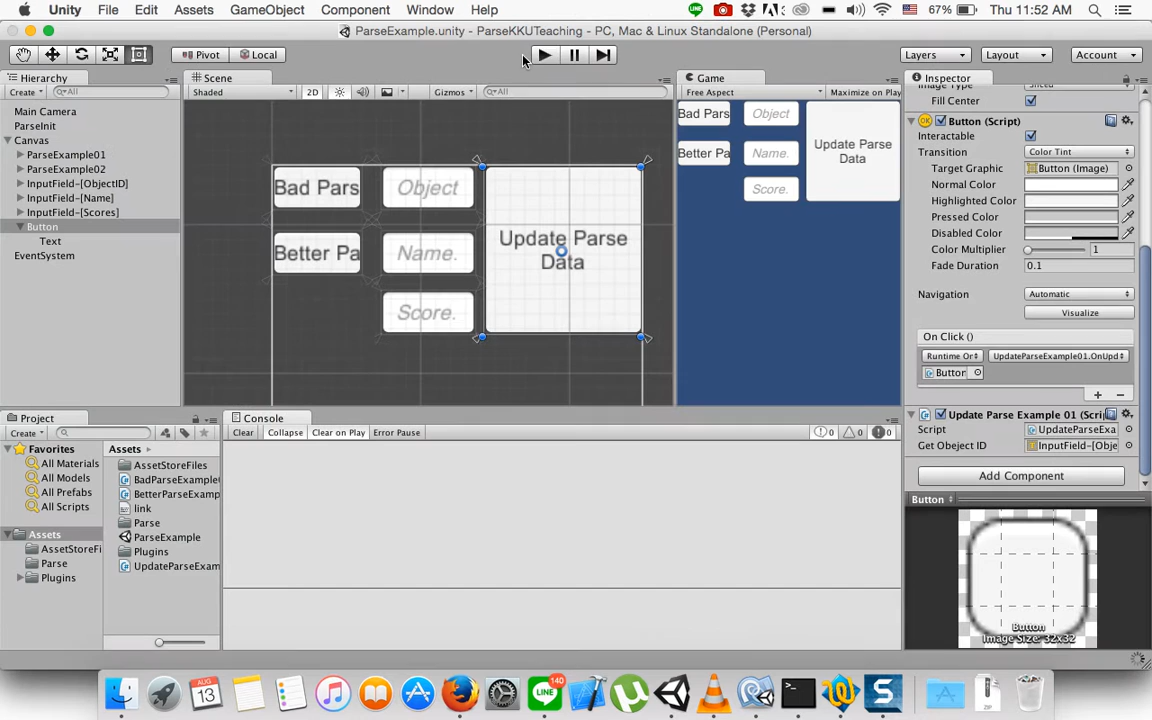 Unity File Edit Assets GameObject Component Window Help 67% Thu 11:52 AM
ParseExample.unity - ParseKKUTeaching - PC, Mac & Linux Standalone (Personal)
Pivot Local Layers Layout Account
Hierarchy
Create All
Main Camera
ParseInit
Canvas
ParseExample01
ParseExample02
InputField-[ObjectID]
InputField-[Name]
InputField-[Scores]
Button
Text
EventSystem
Scene
Shaded 2D Gizmos All
Bad Pars Object
Better Pa Name.
Score.
Update Parse
Data
Game
Free Aspect Maximize on Play
Bad Pars Object
Better Pa Name.
Score.
Update Parse
Data
Inspector
Fill Center
Button (Script)
Interactable
Transition Color Tint
Target Graphic Button (Image)
Normal Color
Highlighted Color
Pressed Color
Disabled Color
Color Multiplier 1
Fade Duration 0.1
Navigation Automatic
Visualize
On Click ()
Runtime Or UpdateParseExample01.OnUpd
Button
+ −
Update Parse Example 01 (Scrip
Script UpdateParseExa
Get Obeject ID InputField-[Obje
Add Component
Button
Button
Image Size: 32x32
Project
Create
Favorites
All Materials
All Models
All Prefabs
All Scripts
Assets
AssetStoreFi
Parse
Plugins
Assets
AssetStoreFiles
BadParseExample
BetterParseExamp
link
Parse
ParseExample
Plugins
UpdateParseExam
Console
Clear Collapse Clear on Play Error Pause 0 0 0
AUG
13
140
LINE
S
ZIP